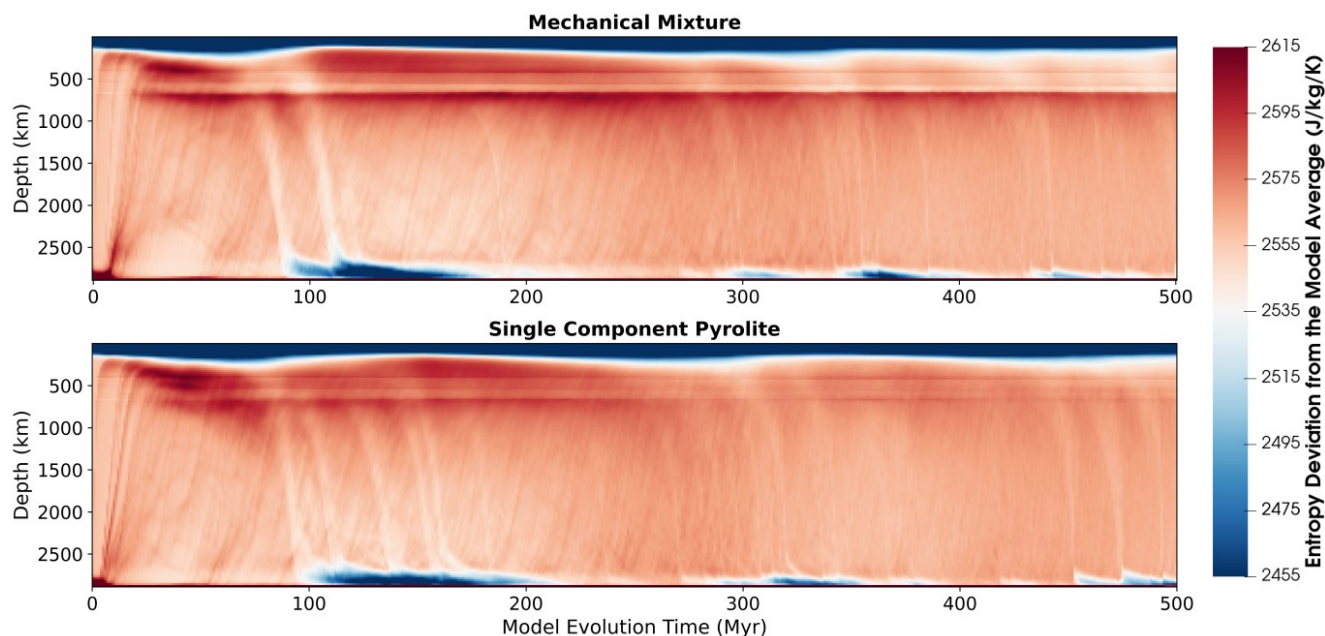 Mechanical Mixture
Depth (km)
500
1000
1500
2000
2500
0 100 200 300 400 500
Single Component Pyrolite
Depth (km)
500
1000
1500
2000
2500
0 100 200 300 400 500
Model Evolution Time (Myr)
2615
2595
2575
2555
2535
2515
2495
2475
2455
Entropy Deviation from the Model Average (J/kg/K)